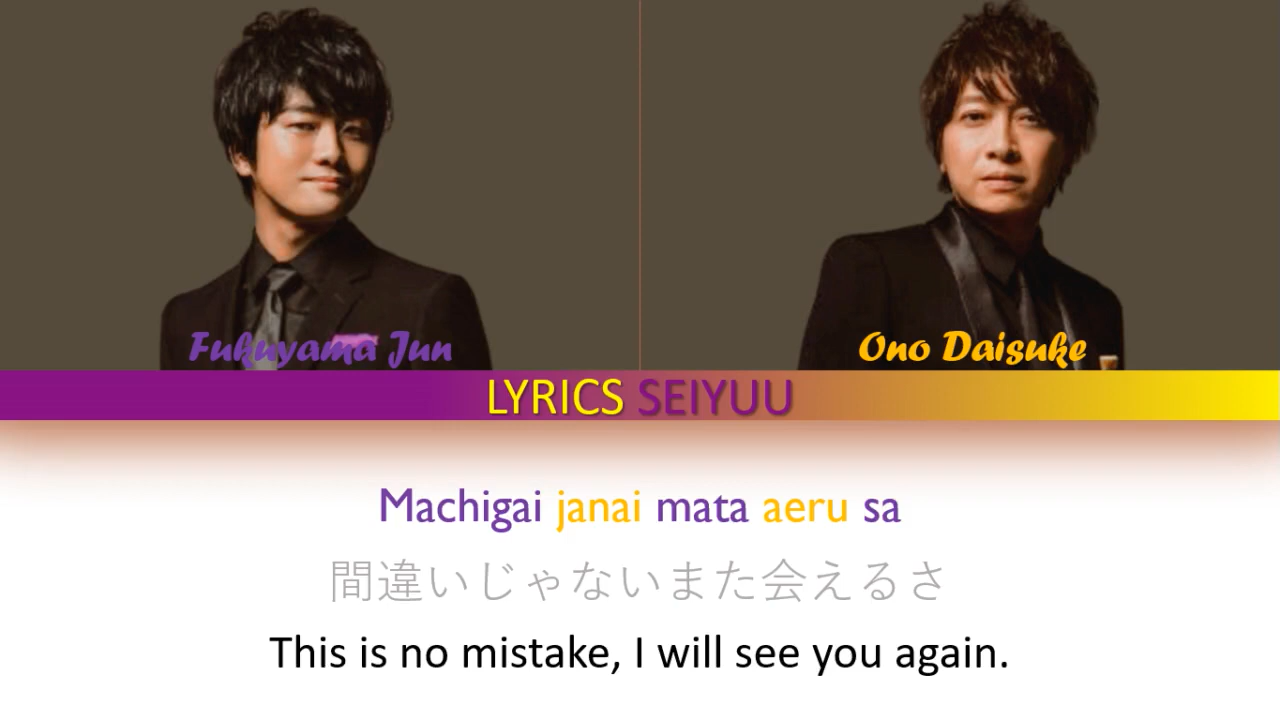 Fukuyama Jun
Ono Daisuke
LYRICS SEIYUU
Machigai janai mata aeru sa
間違いじゃないまた会えるさ
This is no mistake, I will see you again.